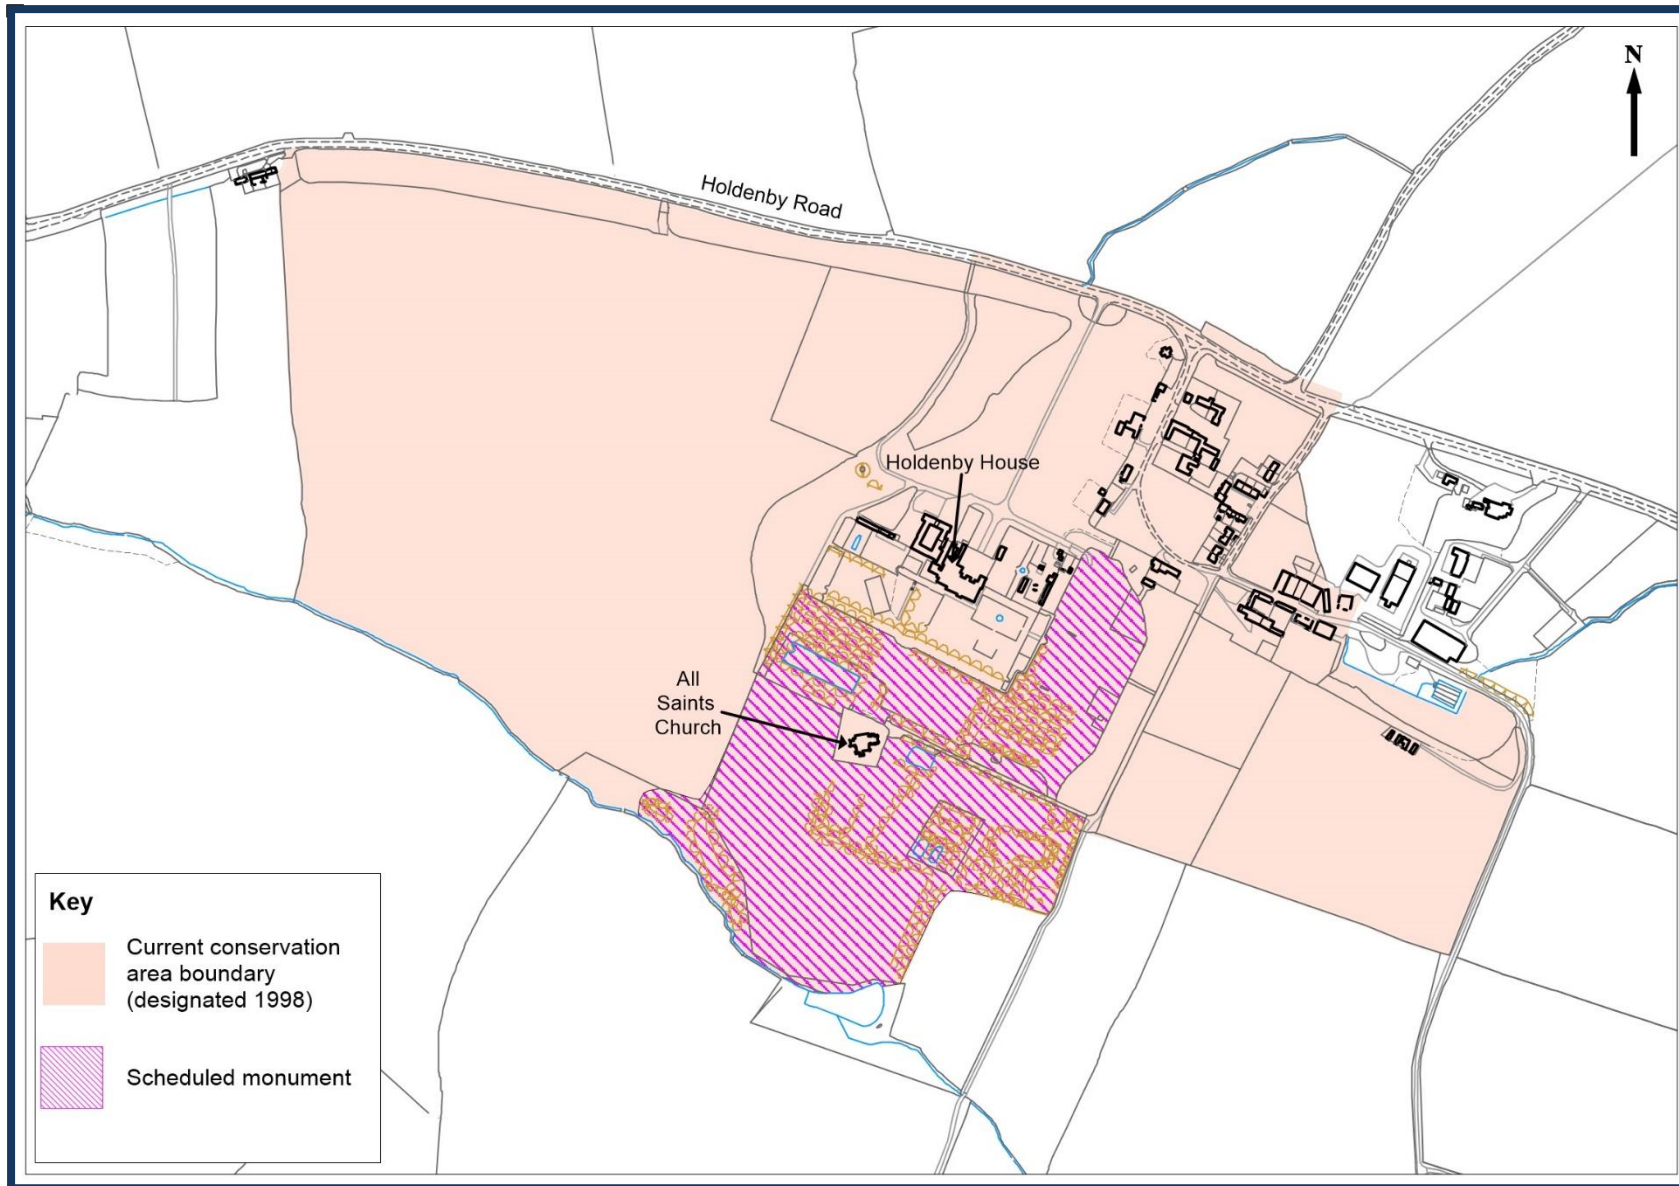 N
Holdenby Road
Holdenby House
All
Saints
Church
Key
Current conservation
area boundary
(designated 1998)
Scheduled monument